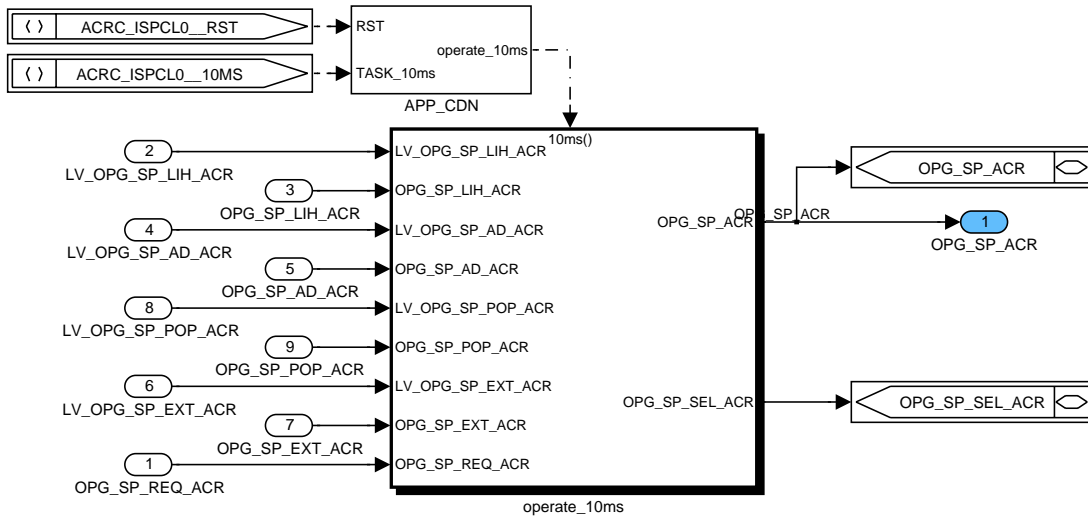 ACRC_ISPCL0__RST
RST
operate_10ms
ACRC_ISPCL0__10MS
TASK_10ms
APP_CDN
10ms()
2
LV_OPG_SP_LIH_ACR
LV_OPG_SP_LIH_ACR
3
OPG_SP_LIH_ACR
OPG_SP_LIH_ACR
4
LV_OPG_SP_AD_ACR
LV_OPG_SP_AD_ACR
5
OPG_SP_AD_ACR
OPG_SP_AD_ACR
8
LV_OPG_SP_POP_ACR
LV_OPG_SP_POP_ACR
9
OPG_SP_POP_ACR
OPG_SP_POP_ACR
6
LV_OPG_SP_EXT_ACR
LV_OPG_SP_EXT_ACR
7
OPG_SP_EXT_ACR
OPG_SP_EXT_ACR
1
OPG_SP_REQ_ACR
OPG_SP_REQ_ACR
OPG_SP_ACR
OPG_SP_ACR
OPG_SP_ACR
1
OPG_SP_ACR
OPG_SP_SEL_ACR
OPG_SP_SEL_ACR
operate_10ms